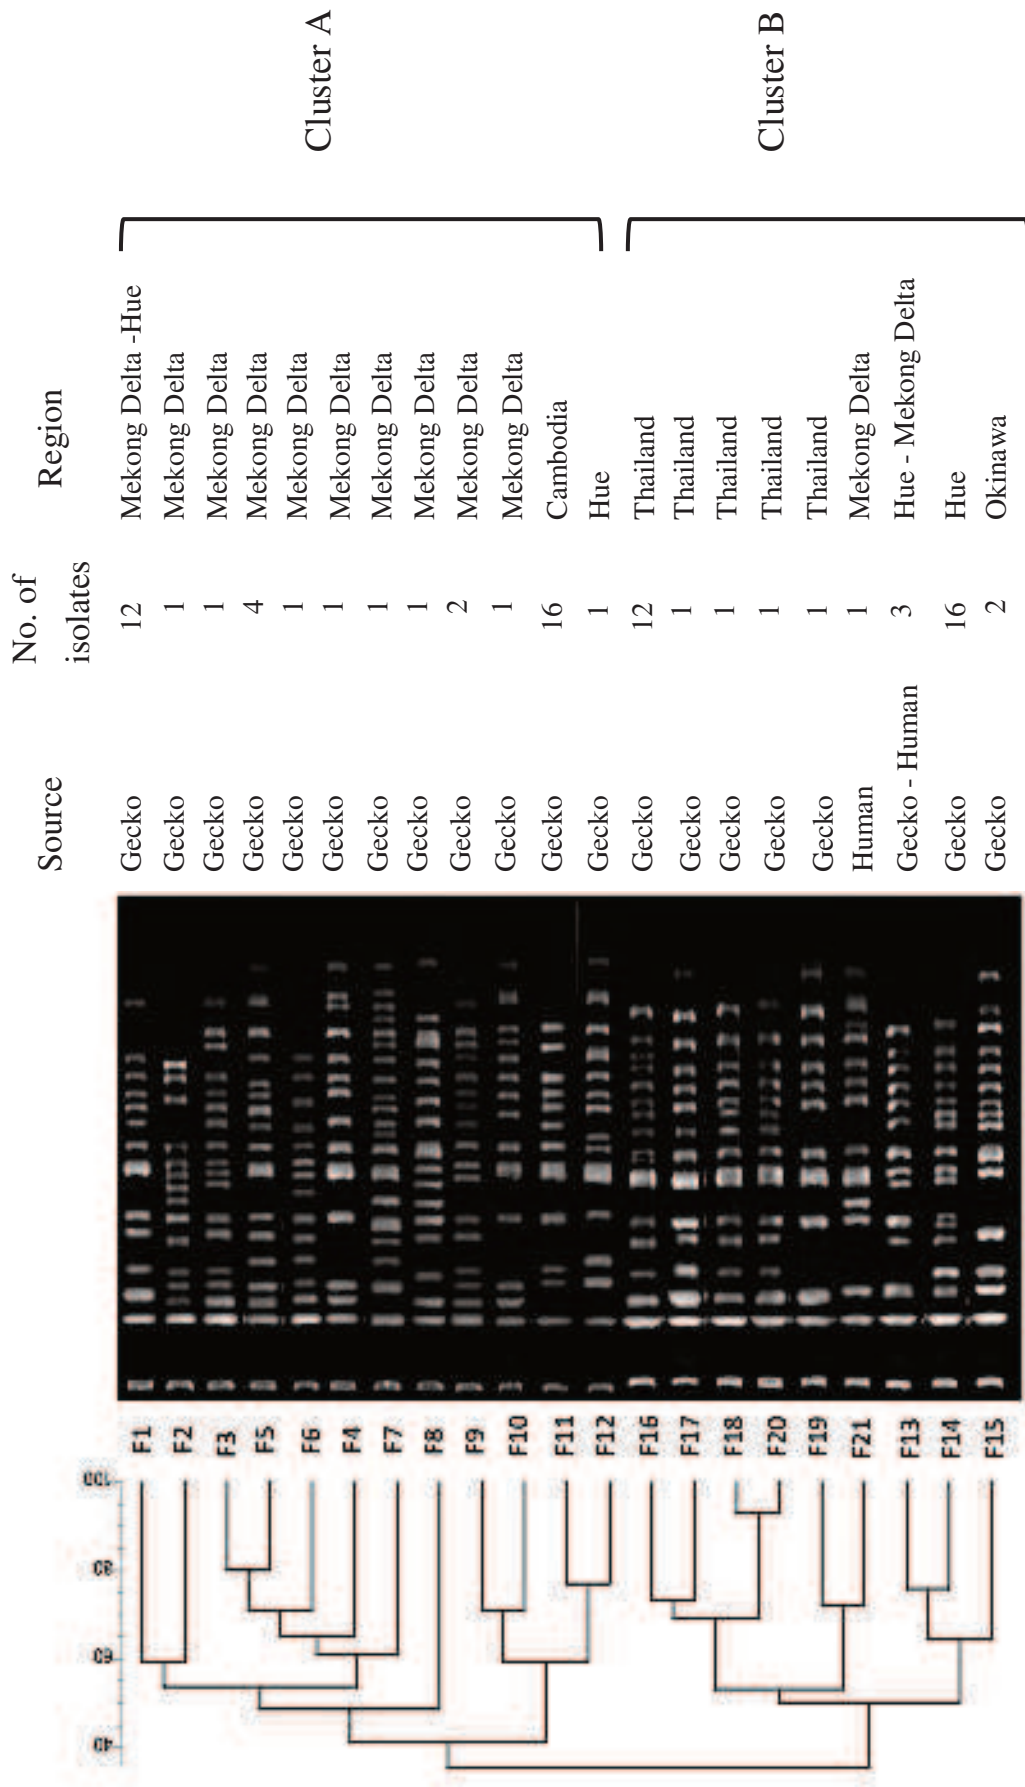 Source No. of isolates Region
40 60 80 100
F1 Gecko 12 Mekong Delta -Hue
F2 Gecko 1 Mekong Delta
F3 Gecko 1 Mekong Delta
F5 Gecko 4 Mekong Delta
F6 Gecko 1 Mekong Delta
F4 Gecko 1 Mekong Delta
F7 Gecko 1 Mekong Delta
F8 Gecko 1 Mekong Delta
F9 Gecko 2 Mekong Delta
F10 Gecko 1 Mekong Delta
F11 Gecko 16 Cambodia
F12 Gecko 1 Hue
Cluster A
F16 Gecko 12 Thailand
F17 Gecko 1 Thailand
F18 Gecko 1 Thailand
F20 Gecko 1 Thailand
F19 Gecko 1 Thailand
F21 Human 1 Mekong Delta
F13 Gecko - Human 3 Hue - Mekong Delta
F14 Gecko 16 Hue
F15 Gecko 2 Okinawa
Cluster B